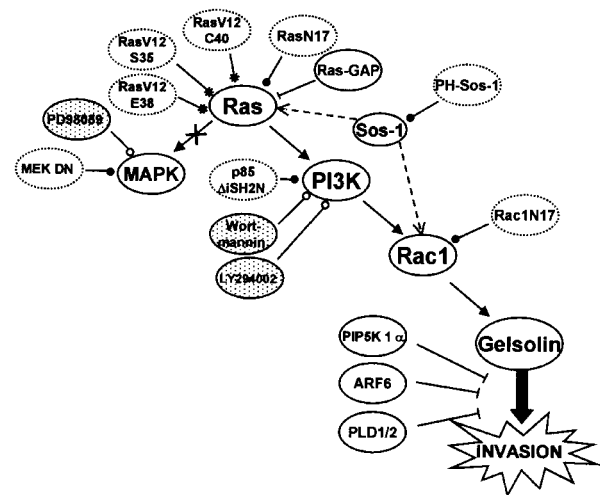 RasV12
C40
RasV12
S35
RasN17
Ras-GAP
RasV12
E38
Ras
PH-Sos-1
Sos-1
PD98059
MEK DN
MAPK
p85
ΔiSH2N
PI3K
Wort-
mannin
LY294002
Rac1N17
Rac1
PIP5K 1 α
Gelsolin
ARF6
PLD1/2
INVASION